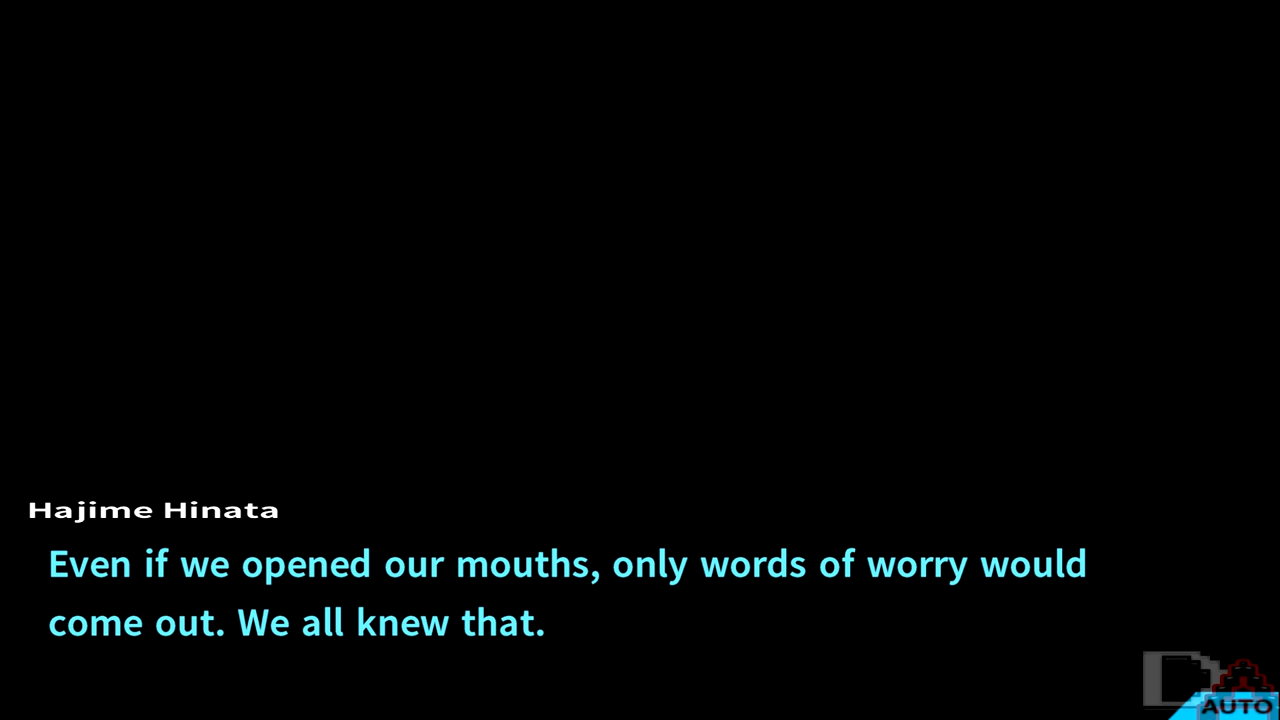 Hajime Hinata
Even if we opened our mouths, only words of worry would
come out. We all knew that.
AUTO